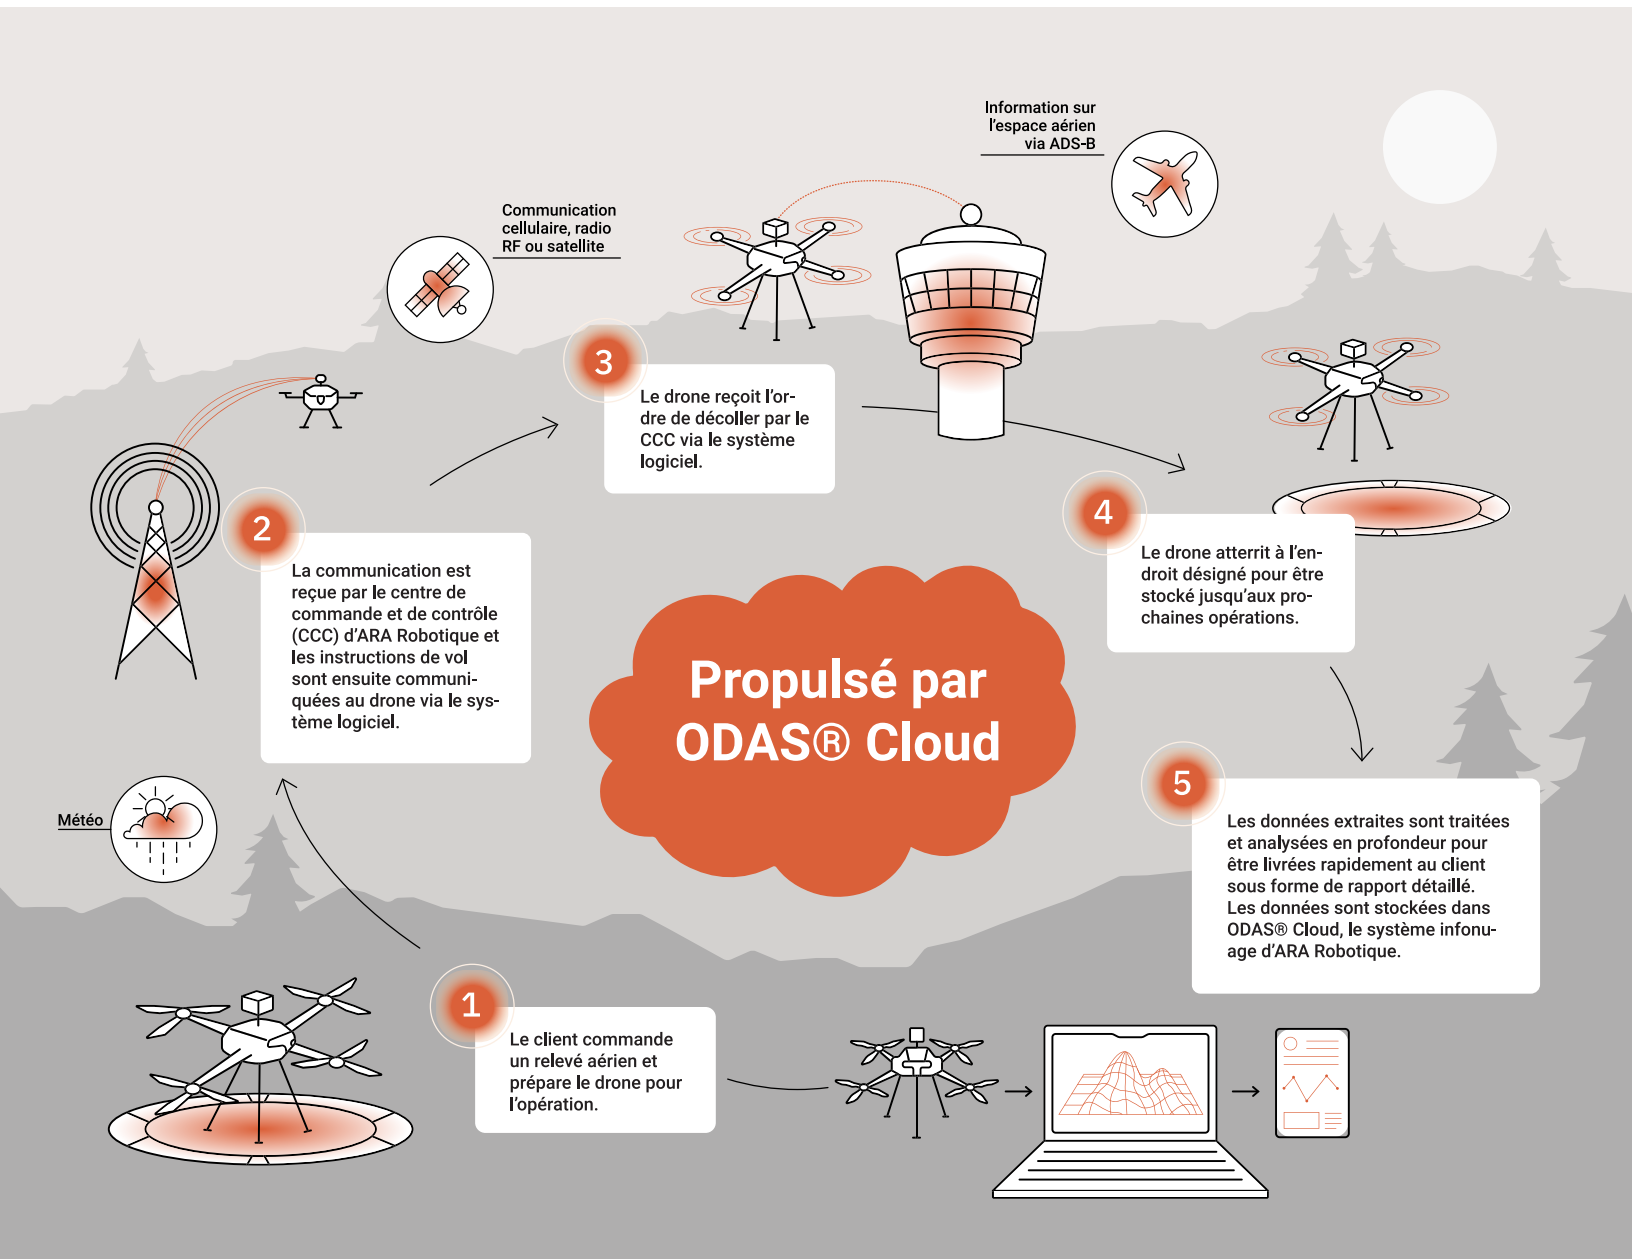 Information sur
l'espace aérien
via ADS-B
Communication
cellulaire, radio
RF ou satellite
3
Le drone reçoit l'or-
dre de décoller par le
CCC via le système
logiciel.
2
La communication est
reçue par le centre de
commande et de contrôle
(CCC) d'ARA Robotique et
les instructions de vol
sont ensuite communi-
quées au drone via le sys-
tème logiciel.
4
Le drone atterrit à l'en-
droit désigné pour être
stocké jusqu'aux pro-
chaines opérations.
Propulsé par
ODAS® Cloud
Météo
5
Les données extraites sont traitées
et analysées en profondeur pour
être livrées rapidement au client
sous forme de rapport détaillé.
Les données sont stockées dans
ODAS® Cloud, le système infonu-
age d'ARA Robotique.
1
Le client commande
un relevé aérien et
prépare le drone pour
l'opération.